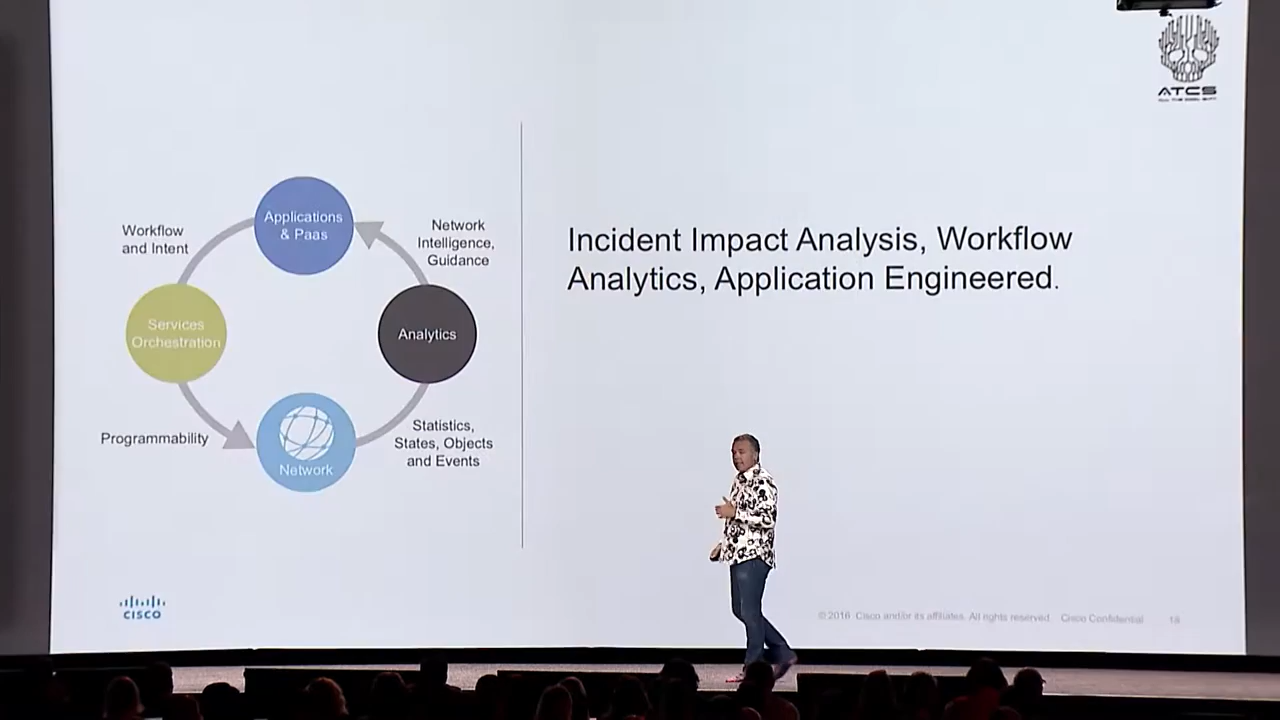 ATCS
Applications
& Paas
Workflow
and Intent
Network
Intelligence,
Guidance
Services
Orchestration
Analytics
Programmability
Statistics,
States, Objects
and Events
Network
Incident Impact Analysis, Workflow
Analytics, Application Engineered.
CISCO
© 2016 Cisco and/or its affiliates. All rights reserved. Cisco Confidential